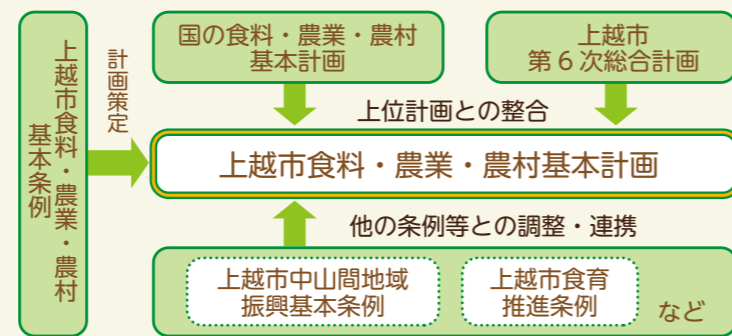 上越市食料・農業・農村
基本条例
計画策定
国の食料・農業・農村
基本計画
上越市
第6次総合計画
上位計画との整合
上越市食料・農業・農村基本計画
他の条例等との調整・連携
上越市中山間地域
振興基本条例
上越市食育
推進条例
など